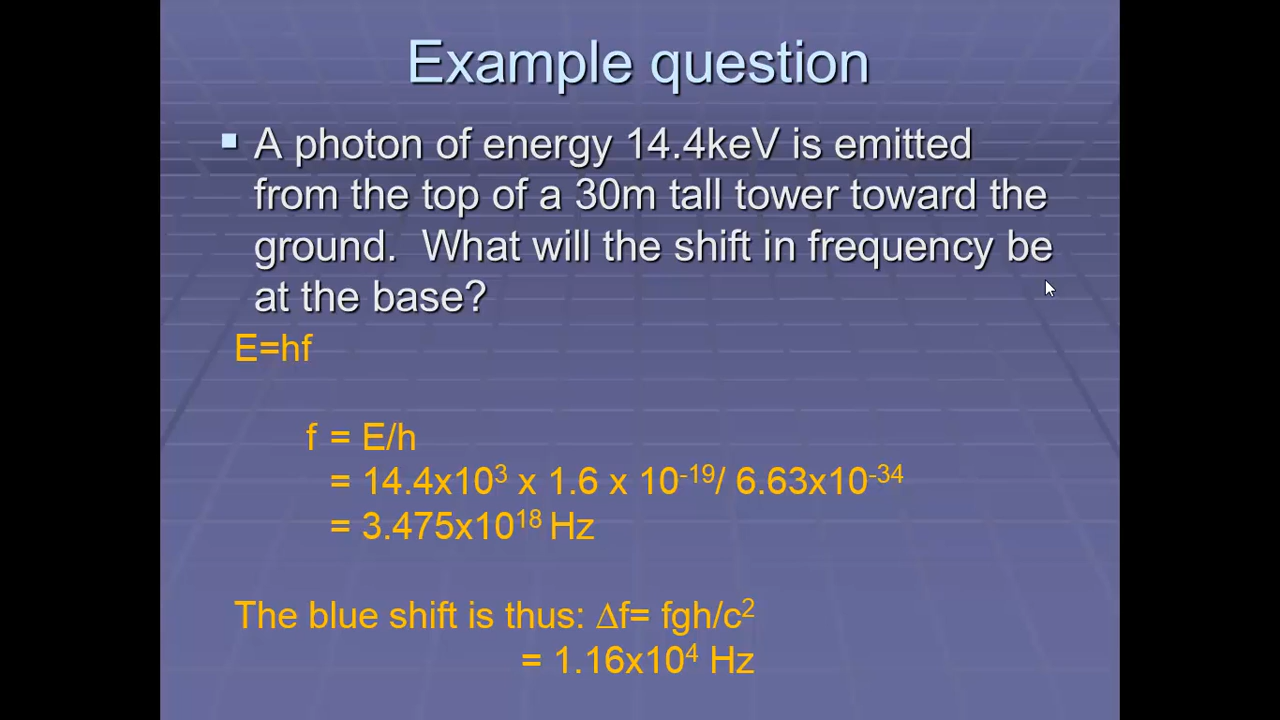 Example question
A photon of energy 14.4keV is emitted
from the top of a 30m tall tower toward the
ground.  What will the shift in frequency be
at the base?
E=hf
f = E/h
= 14.4x10³ x 1.6 x 10⁻¹⁹/ 6.63x10⁻³⁴
= 3.475x10¹⁸ Hz
The blue shift is thus: ∆f= fgh/c²
= 1.16x10⁴ Hz